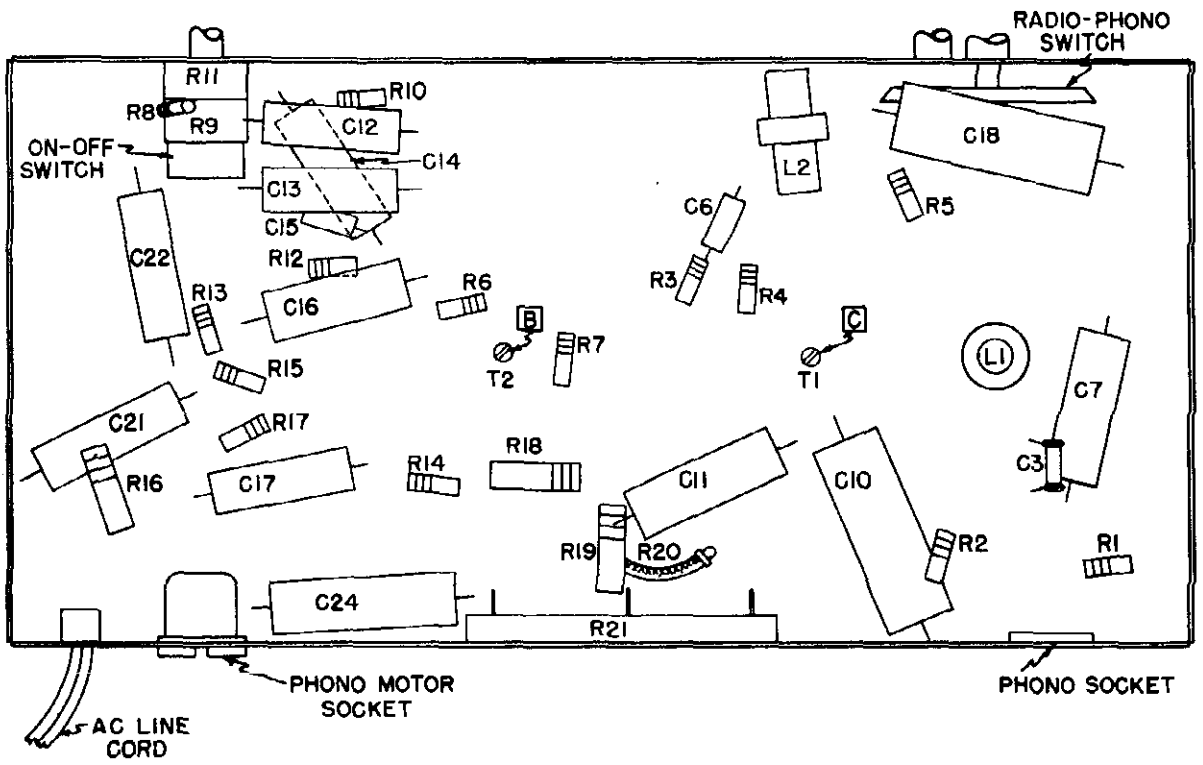 RADIO-PHONO
SWITCH
R11
R10
R8
R9
C12
C18
ON-OFF
SWITCH
C14
L2
C13
C6
R5
C15
C22
R12
R3
R4
R13
C16
R6
B
C
R7
L1
R15
T2
T1
C7
C21
R17
R18
C3
R16
C17
R14
C11
C10
R19
R20
R2
R1
C24
R21
PHONO MOTOR
SOCKET
PHONO SOCKET
AC LINE
CORD